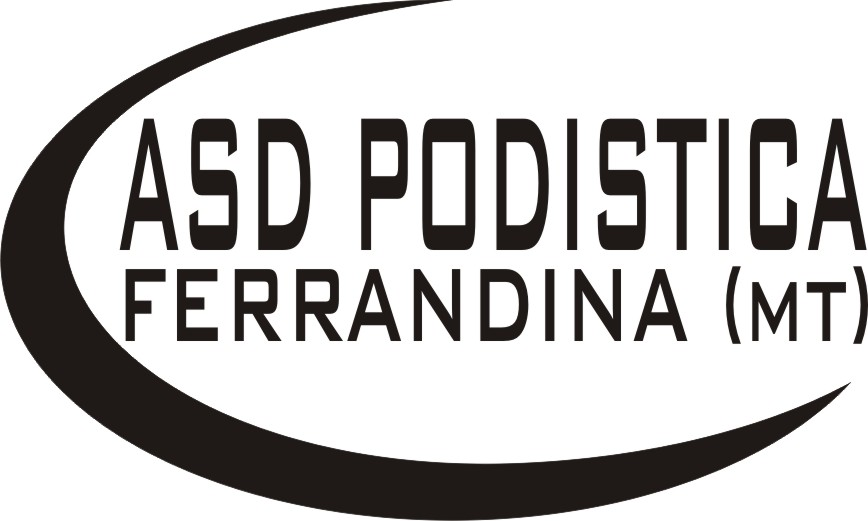 ASD PODISTICA
FERRANDINA (MT)